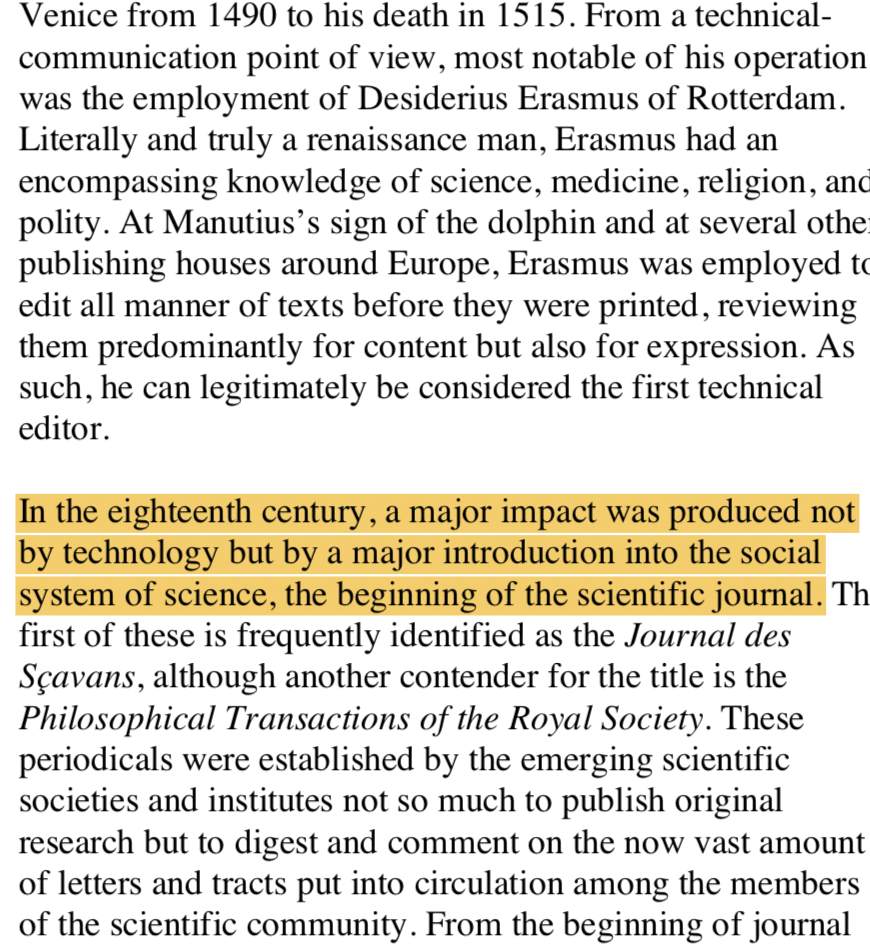 Venice from 1490 to his death in 1515. From a technical-
communication point of view, most notable of his operation
was the employment of Desiderius Erasmus of Rotterdam.
Literally and truly a renaissance man, Erasmus had an
encompassing knowledge of science, medicine, religion, and
polity. At Manutius’s sign of the dolphin and at several other
publishing houses around Europe, Erasmus was employed to
edit all manner of texts before they were printed, reviewing
them predominantly for content but also for expression. As
such, he can legitimately be considered the first technical
editor.
In the eighteenth century, a major impact was produced not
by technology but by a major introduction into the social
system of science, the beginning of the scientific journal. Th
first of these is frequently identified as the Journal des
Sçavans, although another contender for the title is the
Philosophical Transactions of the Royal Society. These
periodicals were established by the emerging scientific
societies and institutes not so much to publish original
research but to digest and comment on the now vast amount
of letters and tracts put into circulation among the members
of the scientific community. From the beginning of journal